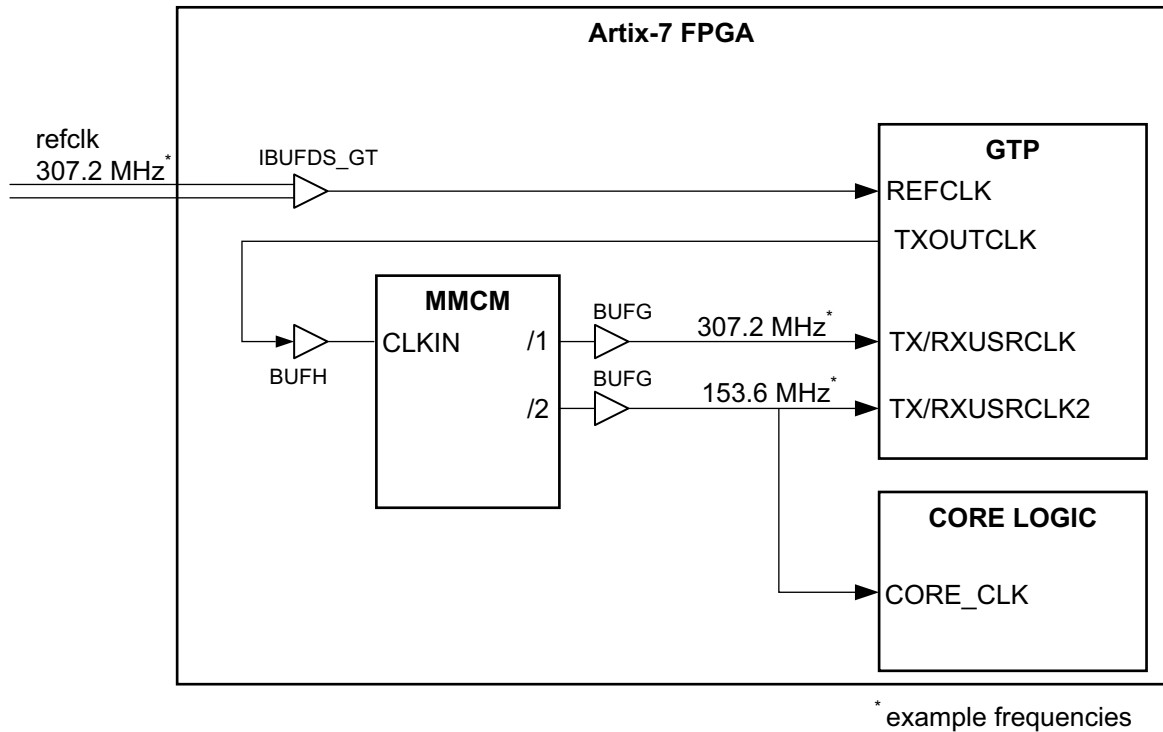 Artix-7 FPGA
refclk
307.2 MHz*
IBUFDS_GT
GTP
REFCLK
TXOUTCLK
MMCM
BUFG
307.2 MHz*
CLKIN
/1
TX/RXUSRCLK
BUFH
BUFG
153.6 MHz*
/2
TX/RXUSRCLK2
CORE LOGIC
CORE_CLK
* example frequencies